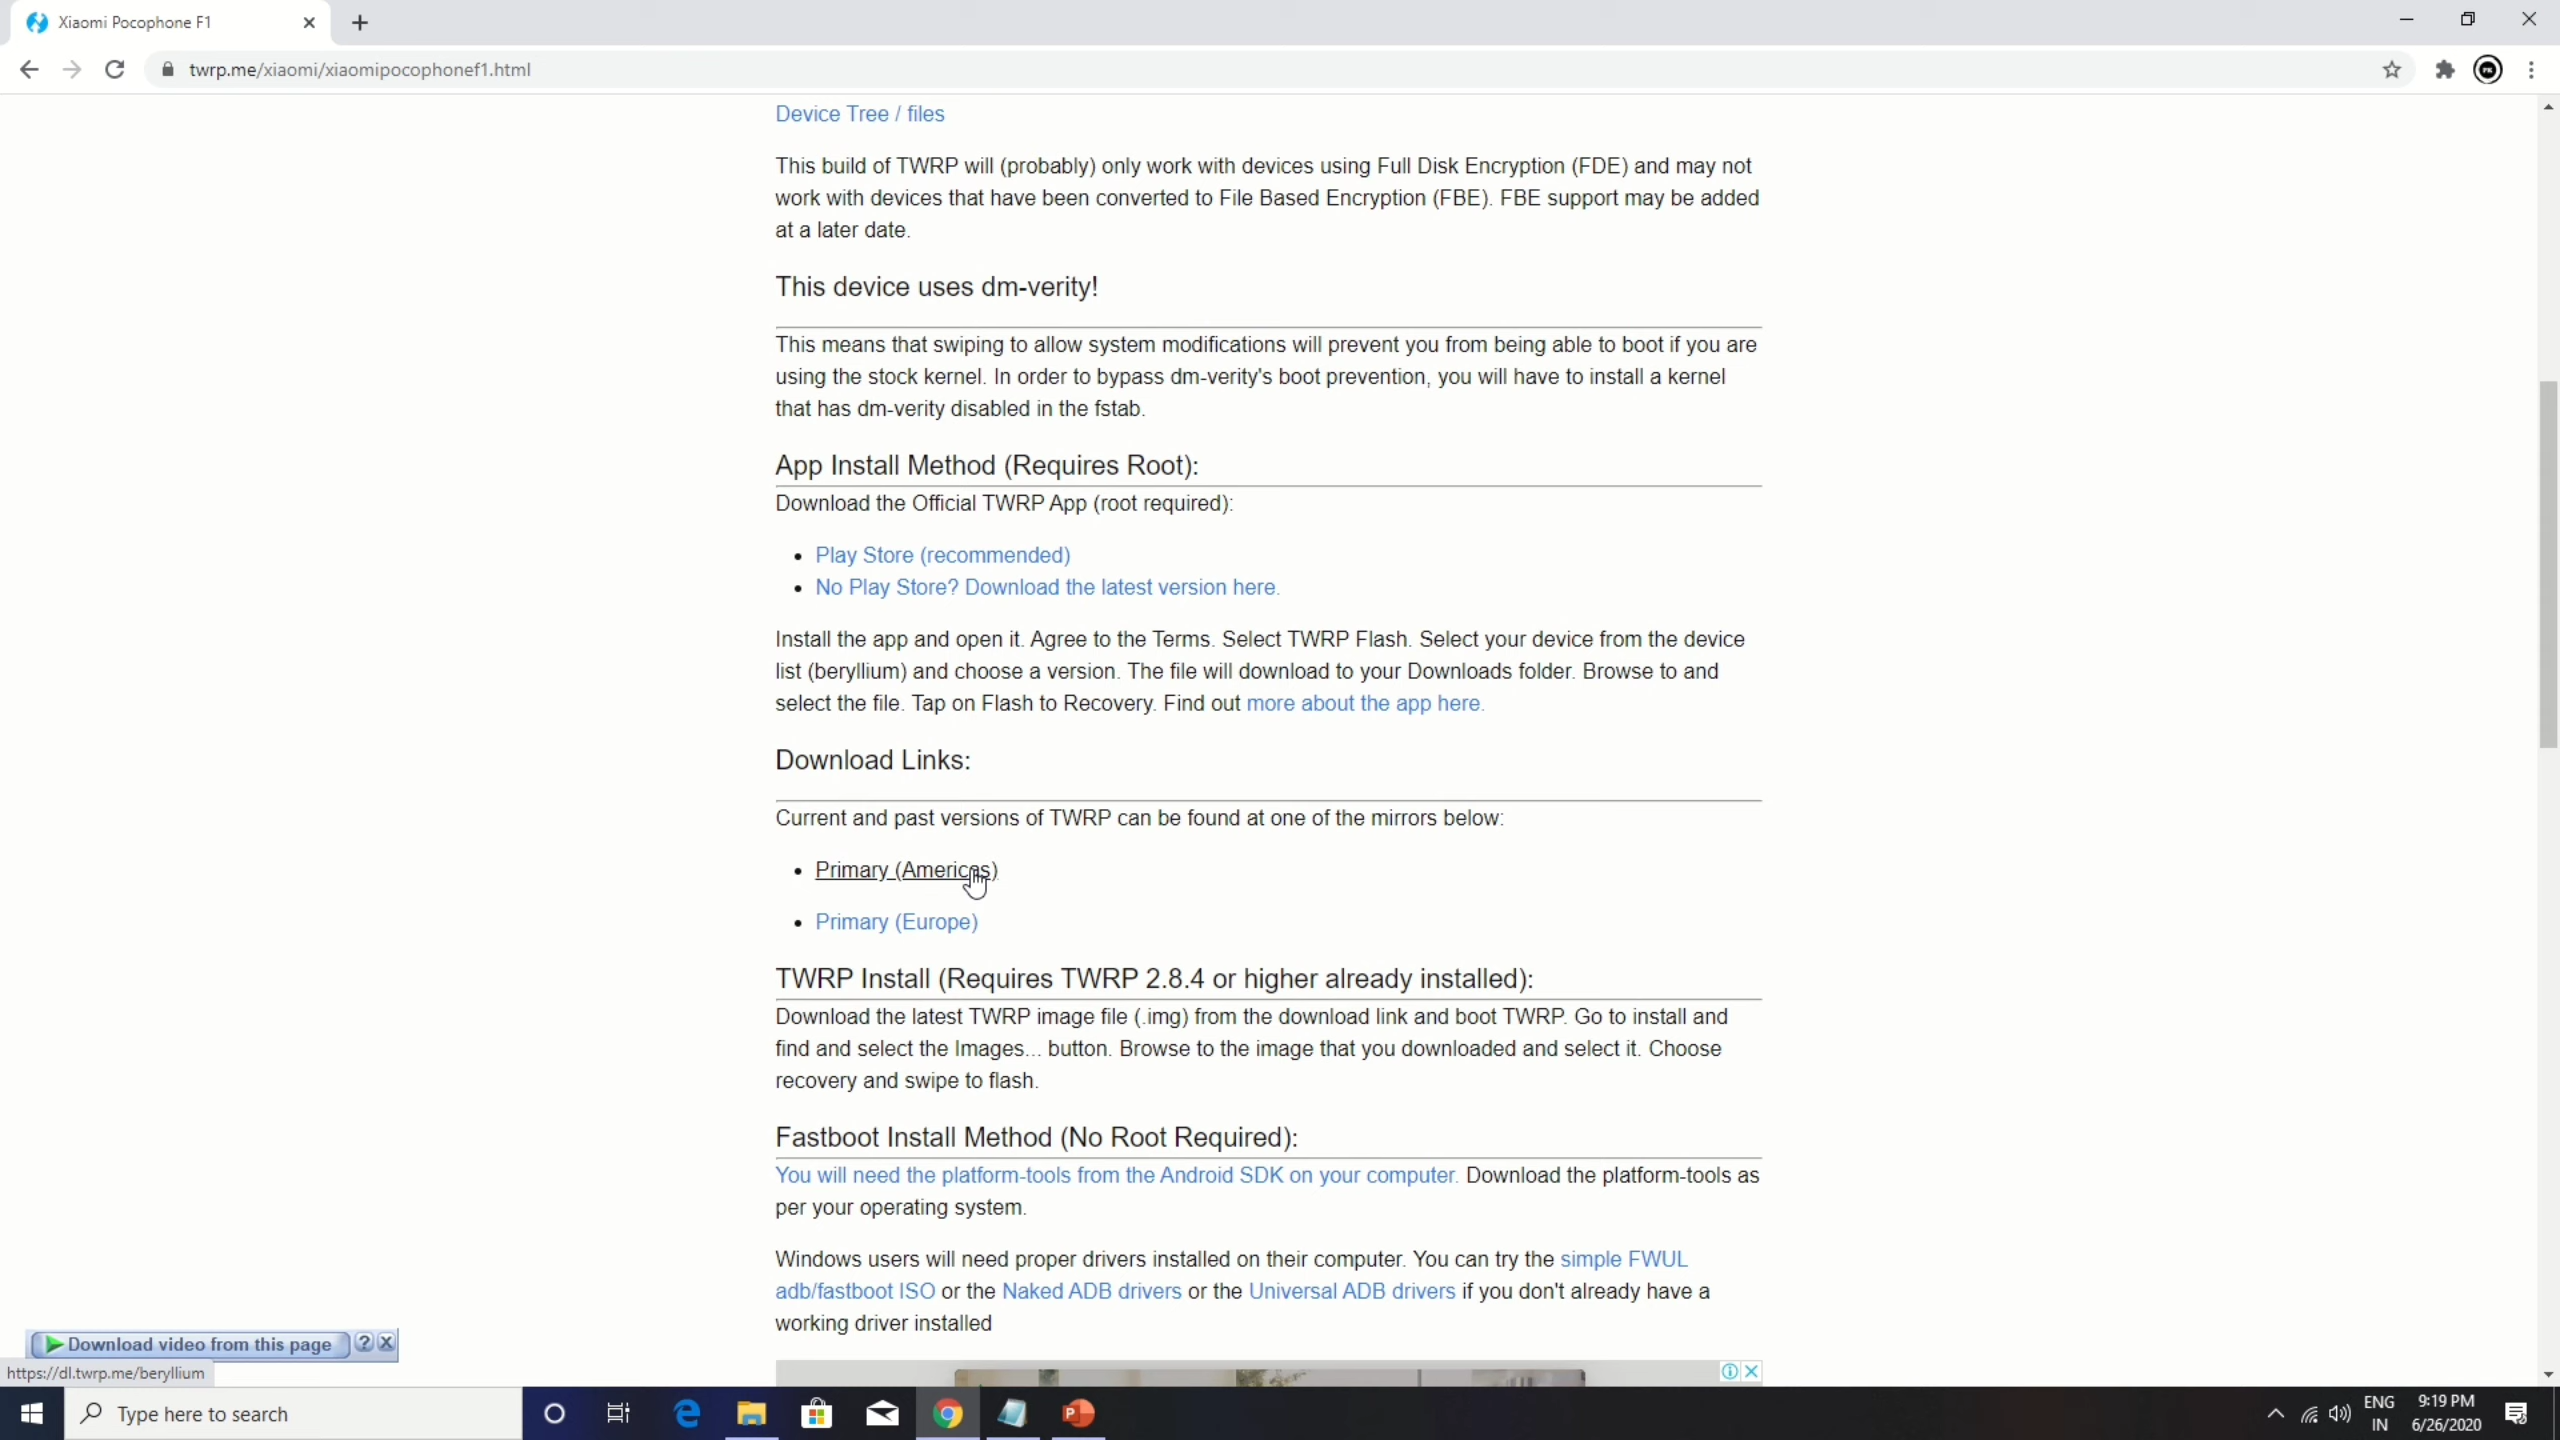 Xiaomi Pocophone F1
twrp.me/xiaomi/xiaomipocophonef1.html
Device Tree / files
This build of TWRP will (probably) only work with devices using Full Disk Encryption (FDE) and may not
work with devices that have been converted to File Based Encryption (FBE). FBE support may be added
at a later date.
This device uses dm-verity!
This means that swiping to allow system modifications will prevent you from being able to boot if you are
using the stock kernel. In order to bypass dm-verity's boot prevention, you will have to install a kernel
that has dm-verity disabled in the fstab.
App Install Method (Requires Root):
Download the Official TWRP App (root required):
• Play Store (recommended)
• No Play Store? Download the latest version here.
Install the app and open it. Agree to the Terms. Select TWRP Flash. Select your device from the device
list (beryllium) and choose a version. The file will download to your Downloads folder. Browse to and
select the file. Tap on Flash to Recovery. Find out more about the app here.
Download Links:
Current and past versions of TWRP can be found at one of the mirrors below:
• Primary (Americas)
• Primary (Europe)
TWRP Install (Requires TWRP 2.8.4 or higher already installed):
Download the latest TWRP image file (.img) from the download link and boot TWRP. Go to install and
find and select the Images... button. Browse to the image that you downloaded and select it. Choose
recovery and swipe to flash.
Fastboot Install Method (No Root Required):
You will need the platform-tools from the Android SDK on your computer. Download the platform-tools as
per your operating system.
Windows users will need proper drivers installed on their computer. You can try the simple FWUL
adb/fastboot ISO or the Naked ADB drivers or the Universal ADB drivers if you don't already have a
working driver installed
Download video from this page ?
https://dl.twrp.me/beryllium
Type here to search
ENG
IN
9:19 PM
6/26/2020